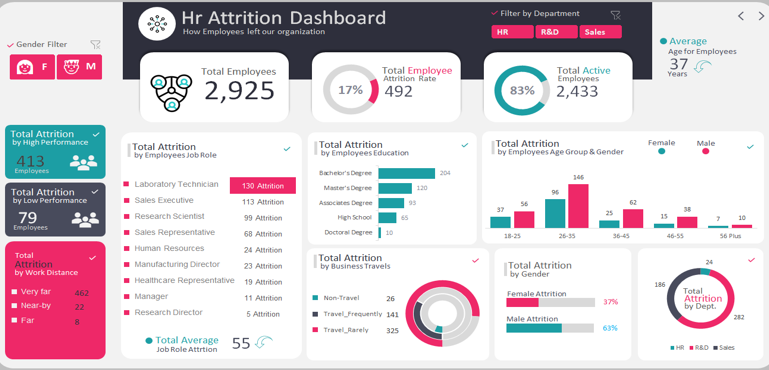 Hr Attrition Dashboard
How Employees left our organization
Filter by Department
HR
R&D
Sales
Gender Filter
F
M
Average
Age for Employees
37
Years
Total Employees
2,925
17%
Total Employee
Attrition Rate
492
83%
Total Active
Employees
2,433
Total Attrition
by High Performance
413
Employees
Total Attrition
by Low Performance
79
Employees
Total
Attrition
by Work Distance
Very far 462
Near-by 22
Far 8
Total Attrition
by Employees Job Role
Laboratory Technician 130 Attrition
Sales Executive 113 Attrition
Research Scientist 99 Attrition
Sales Representative 68 Attrition
Human Resources 24 Attrition
Manufacturing Director 23 Attrition
Healthcare Representative 19 Attrition
Manager 11 Attrition
Research Director 5 Attrition
Total Average
Job Role Attrtion
55
Total Attrition
by Employees Education
Bachelor's Degree 204
Master's Degree 120
Associates Degree 93
High School 65
Doctoral Degree 10
Total Attrition
by Employees Age Group & Gender
Female
Male
37 56 96 146 25 62 15 38 7 10
18-25 26-35 36-45 46-55 56 Plus
Total Attrition
by Business Travels
Non-Travel 26
Travel_Frequently 141
Travel_Rarely 325
Total Attrition
by Gender
Female Attrition
37%
Male Attrition
63%
24
186
282
Total
Attrition
by Dept.
HR R&D Sales